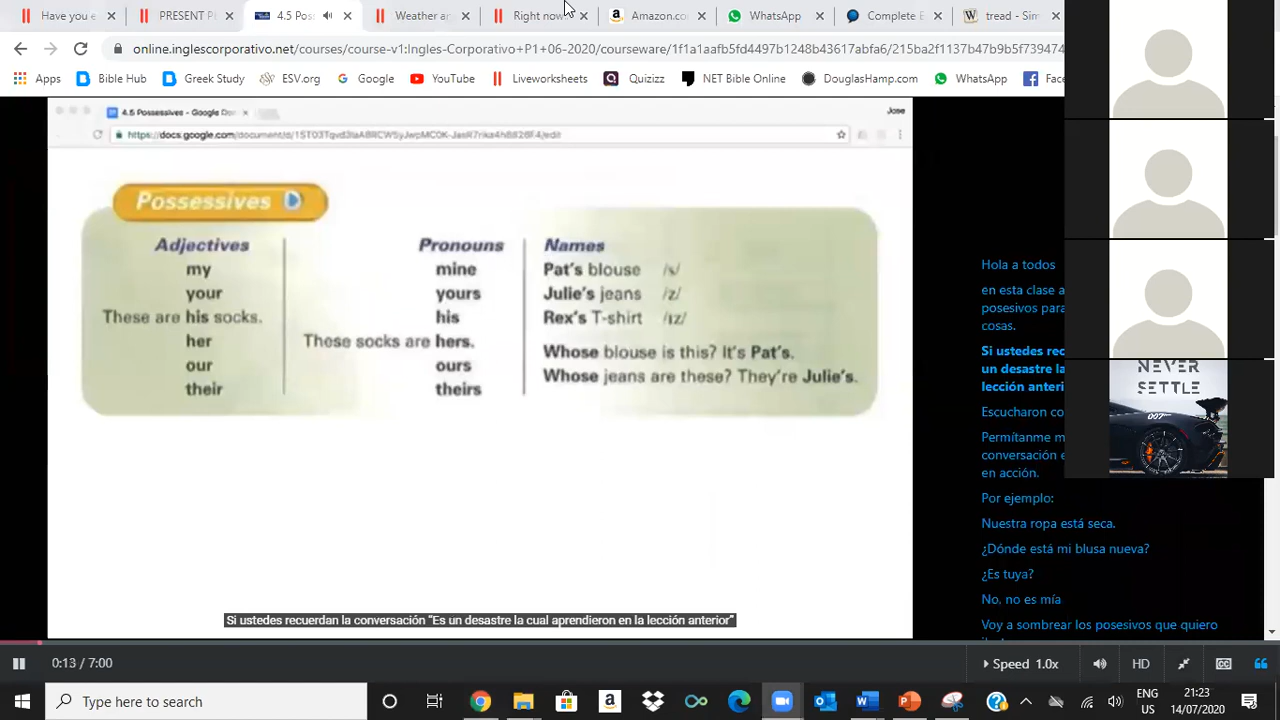 Have you e
PRESENT P
4.5 Pos
Weather an
Right now
Amazon.co
WhatsApp
Complete E
tread - Sim
online.inglescorporativo.net/courses/course-v1:Ingles-Corporativo+P1+06-2020/courseware/1f1a1aafb5fd4497b1248b43617abfa6/215ba2f1137b47b9b5f739474
Apps
Bible Hub
Greek Study
ESV.org
Google
YouTube
Liveworksheets
Quizizz
NET Bible Online
DouglasHamp.com
WhatsApp
Face
4.5 Possessives - Google Do
Jose
Possessives
Adjectives
my
your
These are his socks.
her
our
their
Pronouns
mine
yours
his
These socks are hers.
ours
theirs
Names
Pat's blouse /s/
Julie's jeans /z/
Rex's T-shirt /ɪz/
Whose blouse is this? It's Pat's.
Whose jeans are these? They're Julie's.
Si ustedes recuerdan la conversación "Es un desastre la cual aprendieron en la lección anterior"
Hola a todos
en esta clase a
posesivos para
cosas.
Si ustedes rec
un desastre la
lección anteri
Escucharon co
Permítanme m
conversación e
en acción.
Por ejemplo:
Nuestra ropa está seca.
¿Dónde está mi blusa nueva?
¿Es tuya?
No, no es mía
Voy a sombrear los posesivos que quiero
NEVER
SETTLE
007
0:13 / 7:00
Speed 1.0x
HD
Type here to search
ENG
US
21:23
14/07/2020